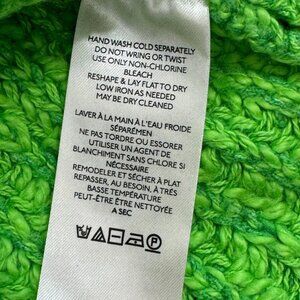 HAND WASH COLD SEPARATELY
DO NOT WRING OR TWIST
USE ONLY NON-CHLORINE
BLEACH
RESHAPE & LAY FLAT TO DRY
LOW IRON AS NEEDED
MAY BE DRY CLEANED
LAVER À LA MAIN À L'EAU FROIDE
SÉPARÉMEN
NE PAS TORDRE OU ESSORER
UTILISER UN AGENT DE
BLANCHIMENT SANS CHLORE SI
NÉCESSAIRE
REMODELER ET SÉCHER À PLAT
REPASSER, AU BESOIN, À TRÈS
BASSE TEMPÉRATURE
PEUT-ÊTRE ÊTRE NETTOYÉE
A SEC
P